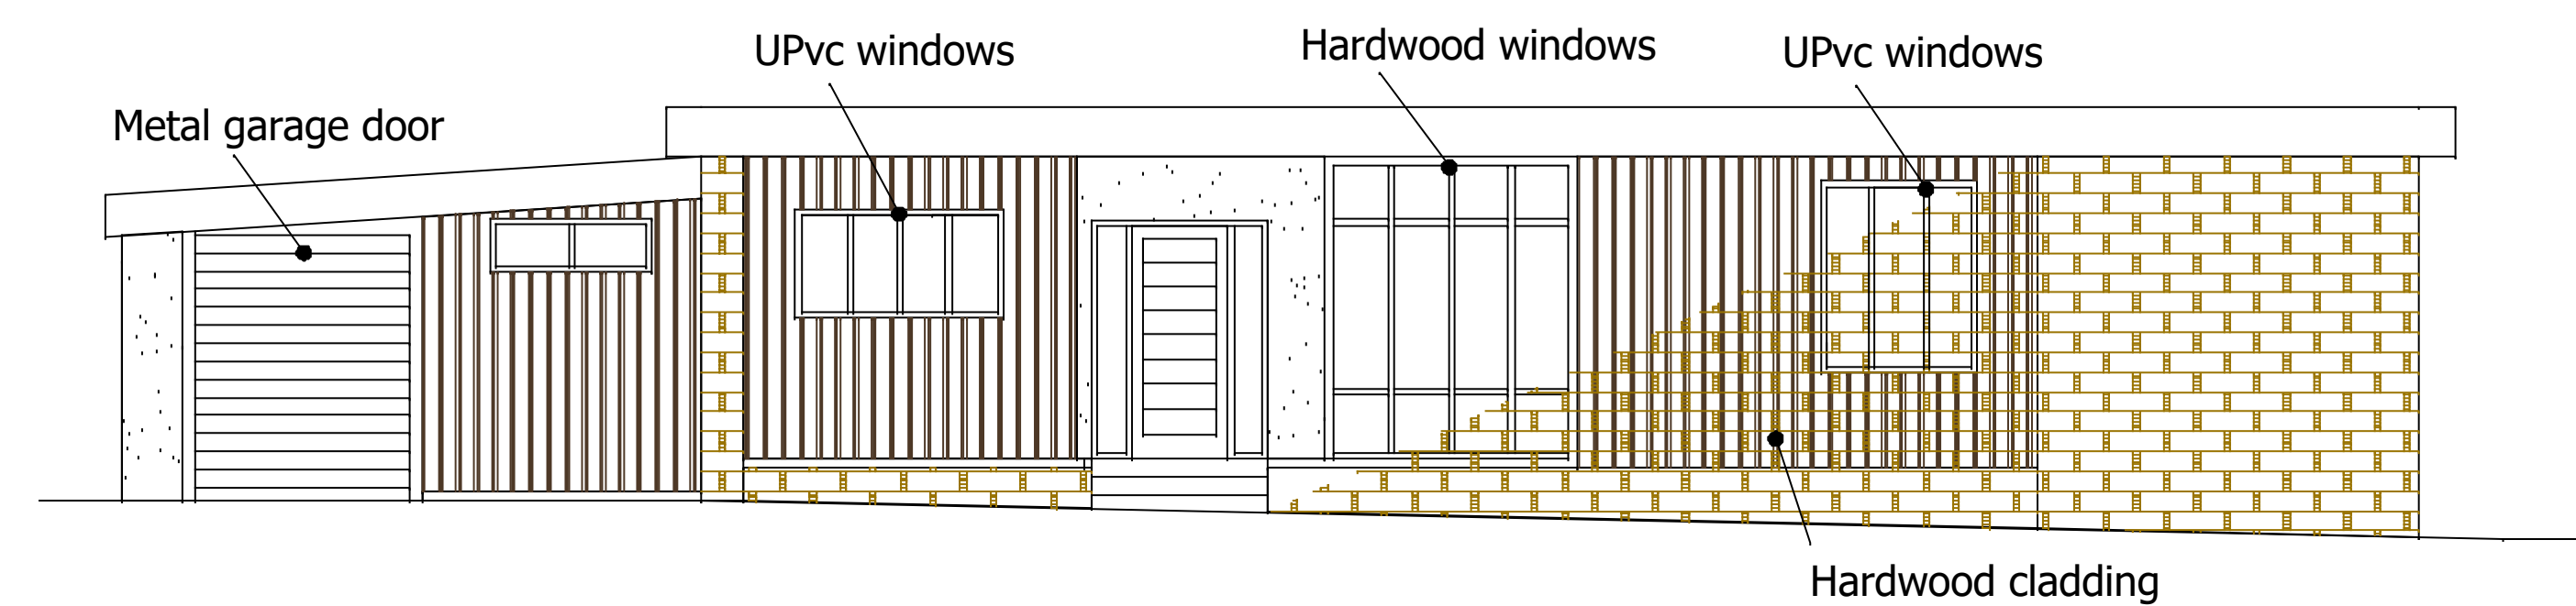 UPvc windows
Hardwood windows
UPvc windows
Metal garage door
Hardwood cladding